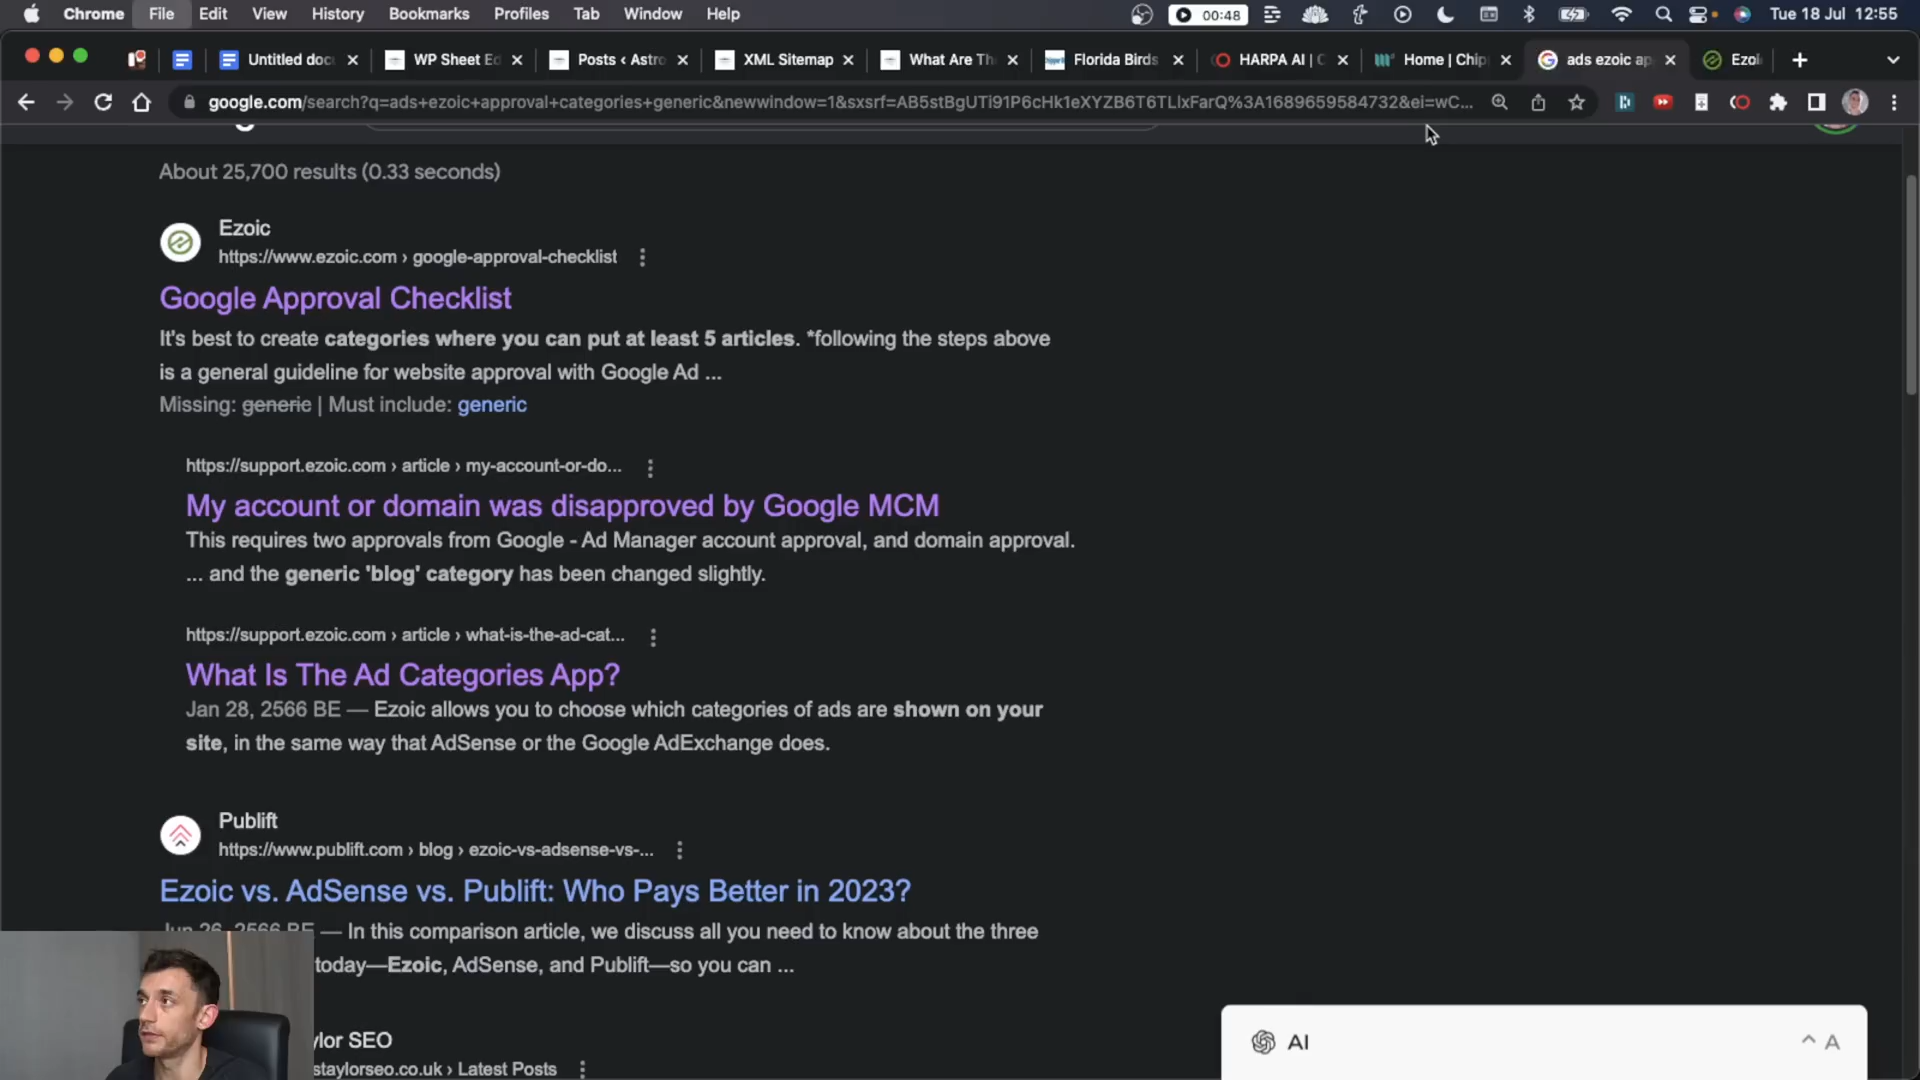 Chrome File Edit View History Bookmarks Profiles Tab Window Help 00:48 Tue 18 Jul 12:55
Untitled doc WP Sheet Ed Posts ‹ Astro XML Sitemap What Are Th Florida Birds HARPA AI | C Home | Chip ads ezoic ap Ezoi
google.com/search?q=ads+ezoic+approval+categories+generic&newwindow=1&sxsrf=AB5stBgUTi91P6cHk1eXYZB6T6TLlxFarQ%3A1689659584732&ei=wC...
About 25,700 results (0.33 seconds)
Ezoic
https://www.ezoic.com › google-approval-checklist
Google Approval Checklist
It's best to create categories where you can put at least 5 articles. *following the steps above
is a general guideline for website approval with Google Ad ...
Missing: generic | Must include: generic
https://support.ezoic.com › article › my-account-or-do...
My account or domain was disapproved by Google MCM
This requires two approvals from Google - Ad Manager account approval, and domain approval.
... and the generic 'blog' category has been changed slightly.
https://support.ezoic.com › article › what-is-the-ad-cat...
What Is The Ad Categories App?
Jan 28, 2566 BE — Ezoic allows you to choose which categories of ads are shown on your
site, in the same way that AdSense or the Google AdExchange does.
Publift
https://www.publift.com › blog › ezoic-vs-adsense-vs-...
Ezoic vs. AdSense vs. Publift: Who Pays Better in 2023?
Jun 26, 2566 BE — In this comparison article, we discuss all you need to know about the three
today—Ezoic, AdSense, and Publift—so you can ...
ylor SEO
staylorseo.co.uk › Latest Posts
AI
A